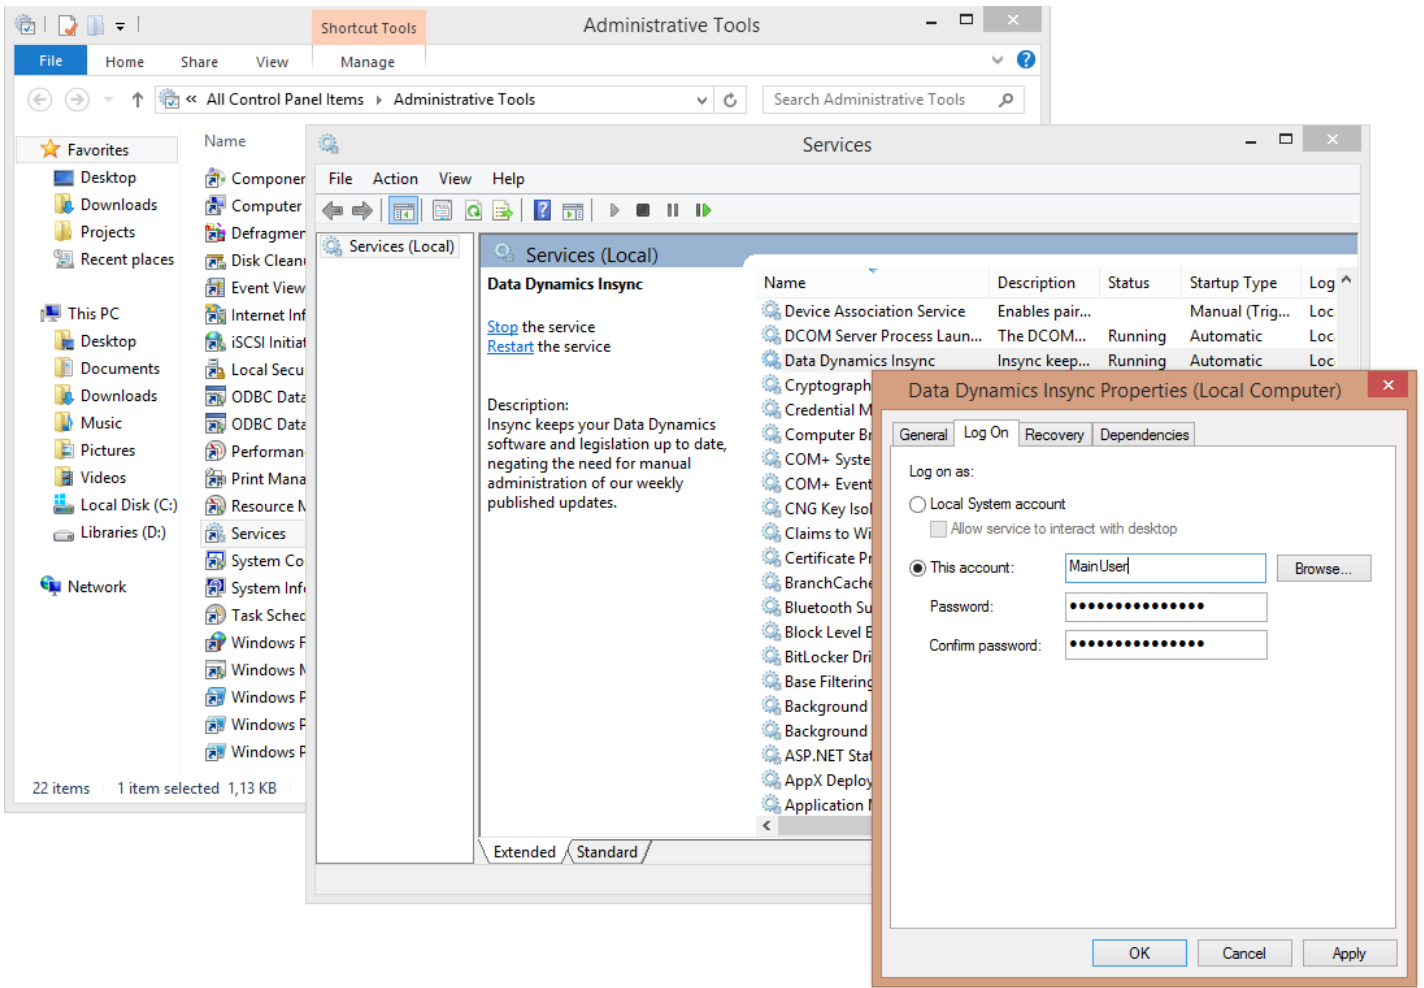 Shortcut Tools
Administrative Tools
File
Home
Share
View
Manage
« All Control Panel Items
Administrative Tools
Search Administrative Tools
Favorites
Desktop
Downloads
Projects
Recent places
This PC
Desktop
Documents
Downloads
Music
Pictures
Videos
Local Disk (C:)
Libraries (D:)
Network
Name
Componer
Computer
Defragmer
Disk Clean
Event View
Internet Inf
iSCSI Initiat
Local Secu
ODBC Data
ODBC Data
Performan
Print Mana
Resource M
Services
System Co
System Info
Task Sched
Windows F
Windows M
Windows P
Windows P
Windows P
22 items
1 item selected 1,13 KB
Services
File
Action
View
Help
Services (Local)
Services (Local)
Data Dynamics Insync
Stop the service
Restart the service
Description:
Insync keeps your Data Dynamics
software and legislation up to date,
negating the need for manual
administration of our weekly
published updates.
Name Description Status Startup Type Log
Device Association Service Enables pair... Manual (Trig... Loc
DCOM Server Process Laun... The DCOM... Running Automatic Loc
Data Dynamics Insync Insync keep... Running Automatic Loc
Cryptograph
Credential M
Computer Br
COM+ Syste
COM+ Event
CNG Key Isol
Claims to Wi
Certificate Pr
BranchCache
Bluetooth Su
Block Level B
BitLocker Dri
Base Filtering
Background
Background
ASP.NET Stat
AppX Deploy
Application
Extended
Standard
Data Dynamics Insync Properties (Local Computer)
General
Log On
Recovery
Dependencies
Log on as:
Local System account
Allow service to interact with desktop
This account:
MainUser
Browse...
Password:
Confirm password:
OK
Cancel
Apply